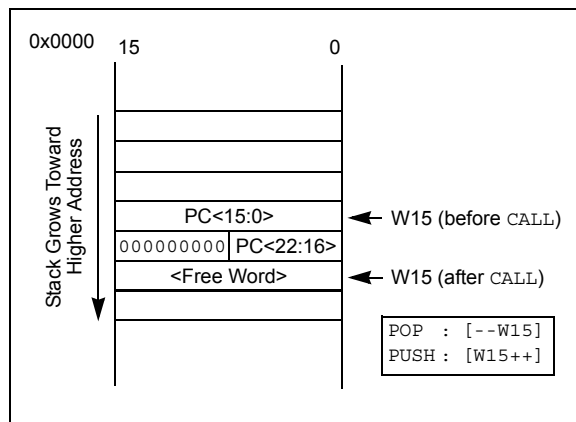 0x0000
15 0
Stack Grows Toward
Higher Address
PC<15:0>
W15 (before CALL)
000000000 PC<22:16>
<Free Word>
W15 (after CALL)
POP : [--W15]
PUSH : [W15++]